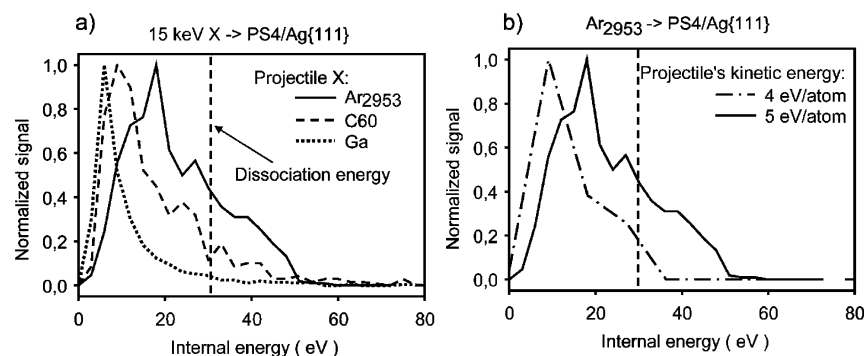 a)
15 keV X -> PS4/Ag{111}
Normalized signal
1,0
0,8
0,6
0,4
0,2
0,0
Projectile X:
Ar2953
C60
Ga
Dissociation energy
0
20
40
60
80
Internal energy ( eV)
b)
Ar2953 -> PS4/Ag{111}
Normalized signal
1,0
0,8
0,6
0,4
0,2
0,0
Projectile's kinetic energy:
4 eV/atom
5 eV/atom
0
20
40
60
80
Internal energy ( eV )